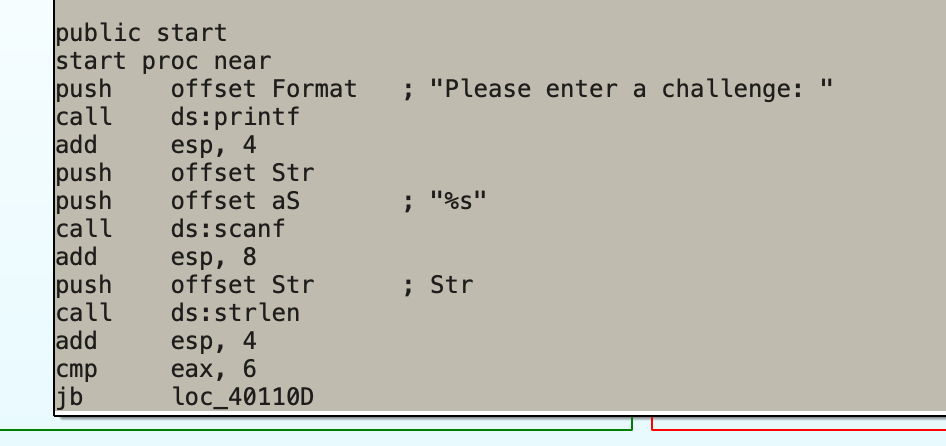 public start
start proc near
push    offset Format   ; "Please enter a challenge: "
call    ds:printf
add     esp, 4
push    offset Str
push    offset aS       ; "%s"
call    ds:scanf
add     esp, 8
push    offset Str      ; Str
call    ds:strlen
add     esp, 4
cmp     eax, 6
jb      loc_40110D